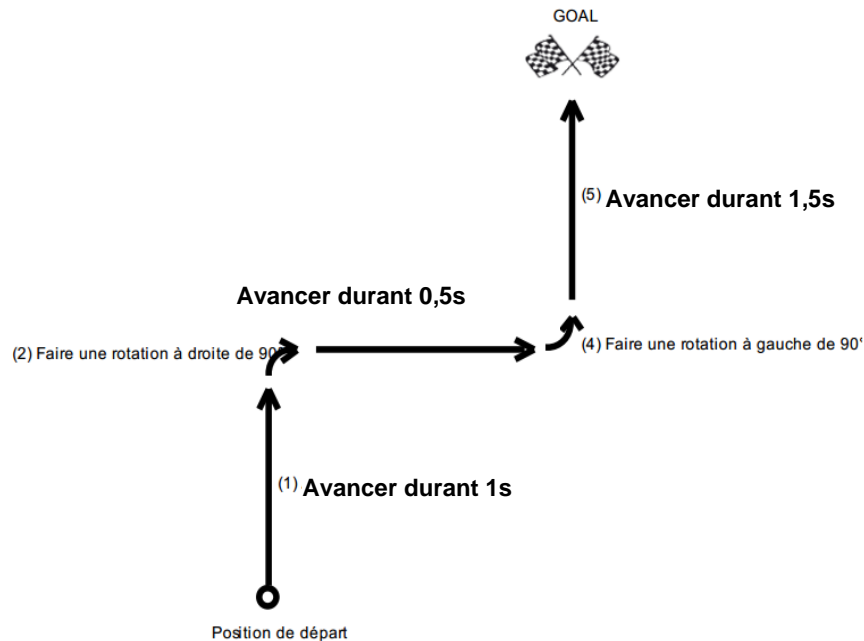 GOAL
(5) Avancer durant 1,5s
Avancer durant 0,5s
(2) Faire une rotation à droite de 90°
(4) Faire une rotation à gauche de 90°
(1) Avancer durant 1s
Position de départ